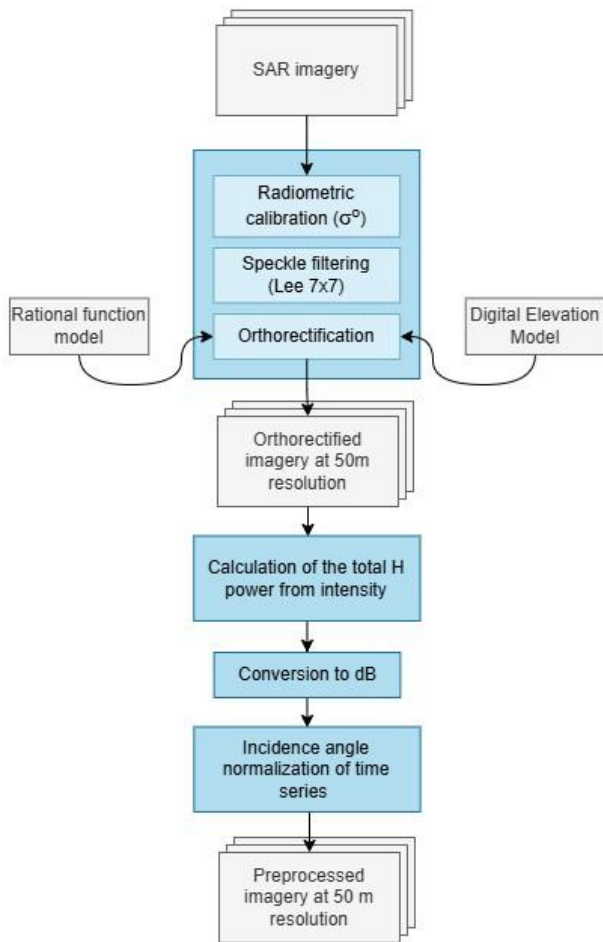 SAR imagery
Radiometric
calibration (σ⁰)
Speckle filtering
(Lee 7x7)
Rational function
model
Orthorectification
Digital Elevation
Model
Orthorectified
imagery at 50m
resolution
Calculation of the total H
power from intensity
Conversion to dB
Incidence angle
normalization of time
series
Preprocessed
imagery at 50 m
resolution